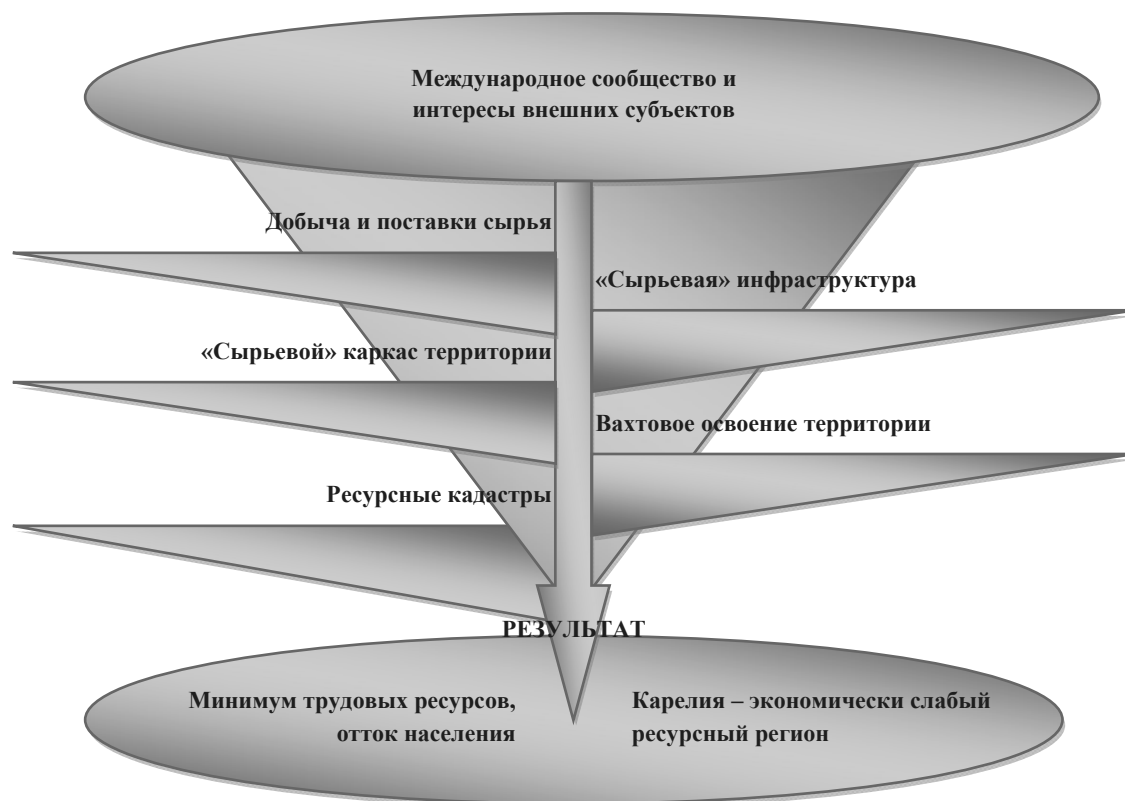 Международное сообщество и
интересы внешних субъектов
Добыча и поставки сырья
«Сырьевая» инфраструктура
«Сырьевой» каркас территории
Вахтовое освоение территории
Ресурсные кадастры
РЕЗУЛЬТАТ
Минимум трудовых ресурсов,
отток населения
Карелия – экономически слабый
ресурсный регион